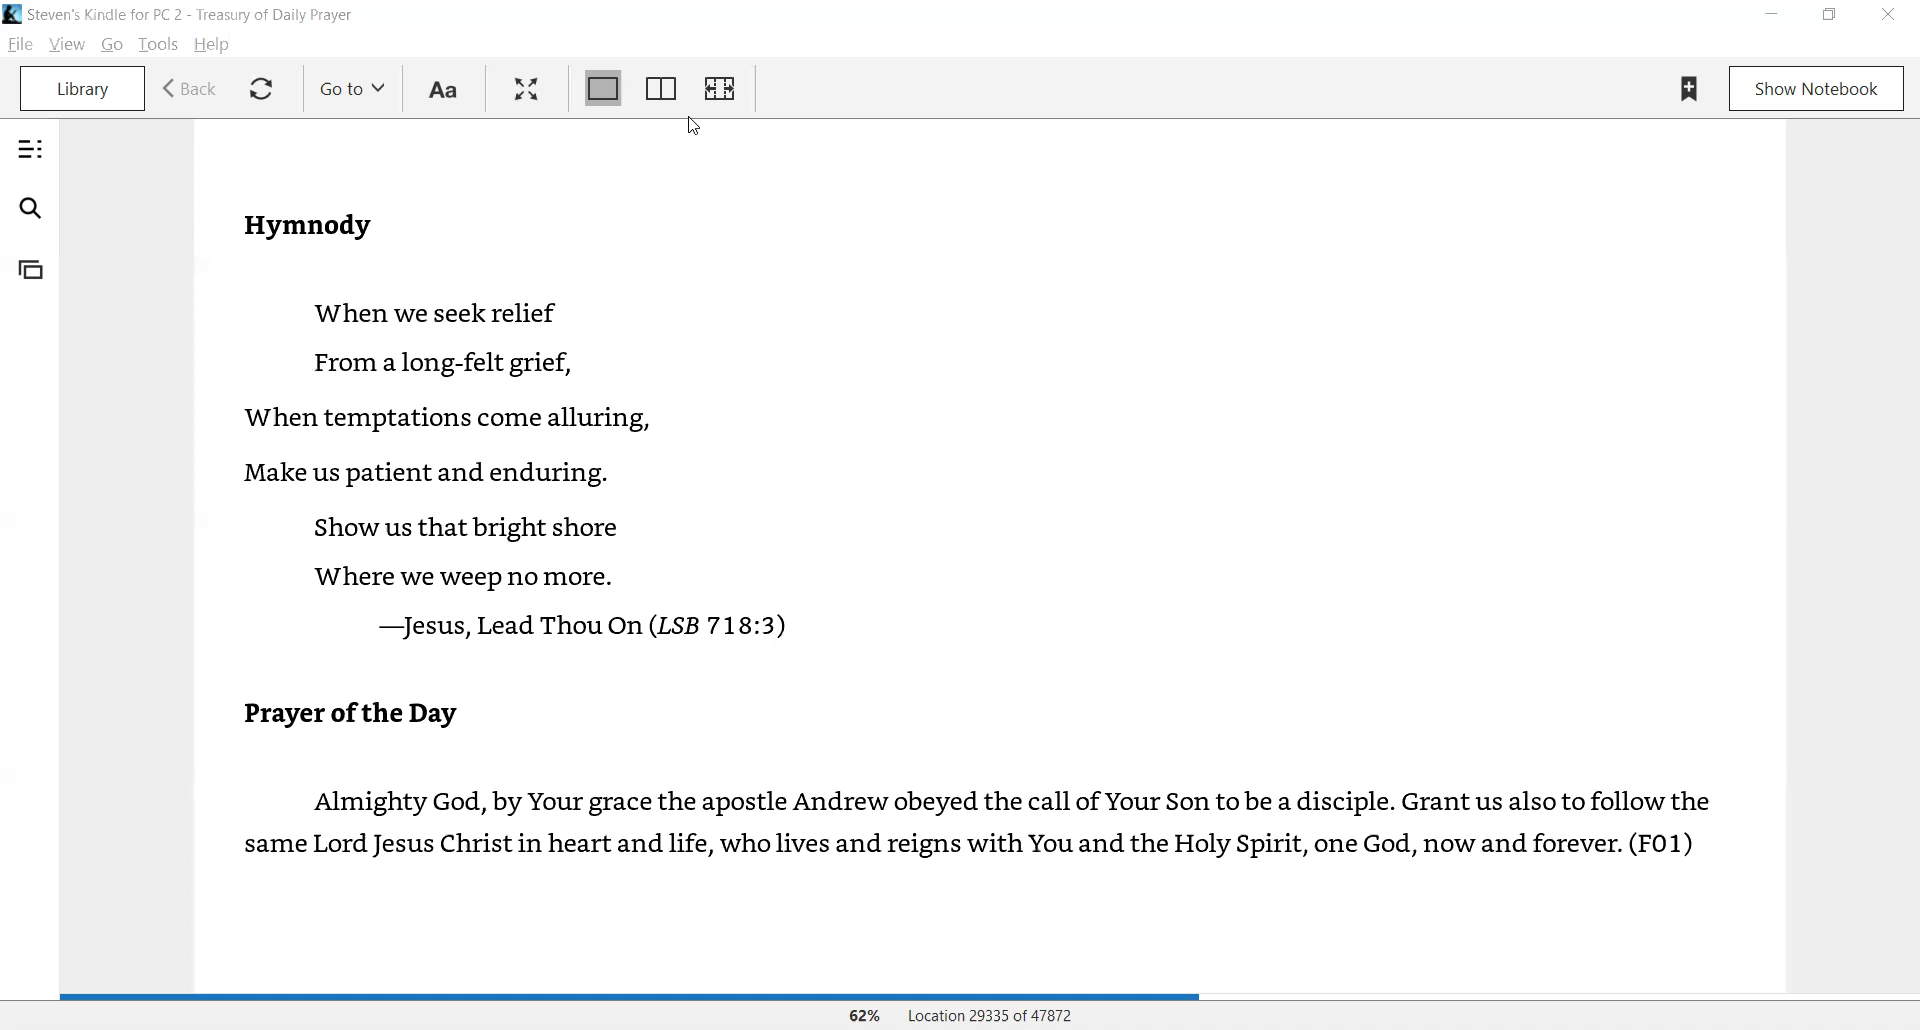 Steven's Kindle for PC 2 - Treasury of Daily Prayer
File View Go Tools Help
Library Back Go to Aa Show Notebook
Hymnody
When we seek relief
From a long-felt grief,
When temptations come alluring,
Make us patient and enduring.
Show us that bright shore
Where we weep no more.
—Jesus, Lead Thou On (LSB 718:3)
Prayer of the Day
Almighty God, by Your grace the apostle Andrew obeyed the call of Your Son to be a disciple. Grant us also to follow the
same Lord Jesus Christ in heart and life, who lives and reigns with You and the Holy Spirit, one God, now and forever. (F01)
62% Location 29335 of 47872